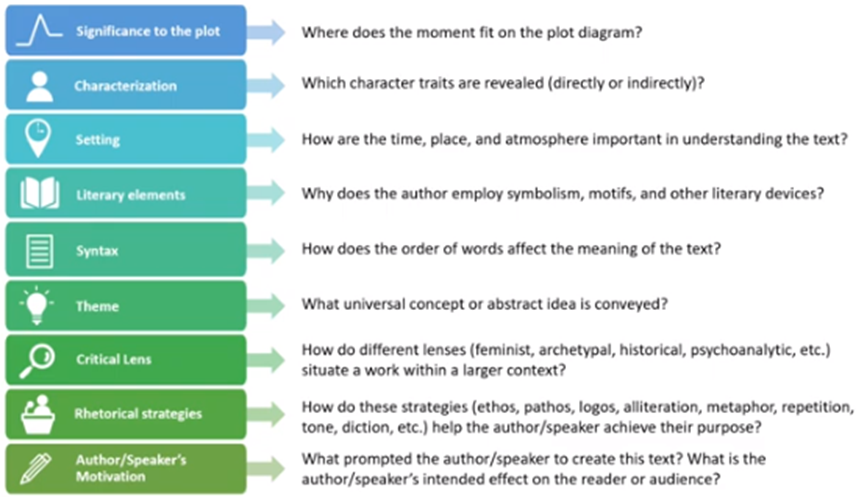 Significance to the plot
Where does the moment fit on the plot diagram?
Characterization
Which character traits are revealed (directly or indirectly)?
Setting
How are the time, place, and atmosphere important in understanding the text?
Literary elements
Why does the author employ symbolism, motifs, and other literary devices?
Syntax
How does the order of words affect the meaning of the text?
Theme
What universal concept or abstract idea is conveyed?
Critical Lens
How do different lenses (feminist, archetypal, historical, psychoanalytic, etc.)
situate a work within a larger context?
Rhetorical strategies
How do these strategies (ethos, pathos, logos, alliteration, metaphor, repetition,
tone, diction, etc.) help the author/speaker achieve their purpose?
Author/Speaker's
Motivation
What prompted the author/speaker to create this text? What is the
author/speaker's intended effect on the reader or audience?